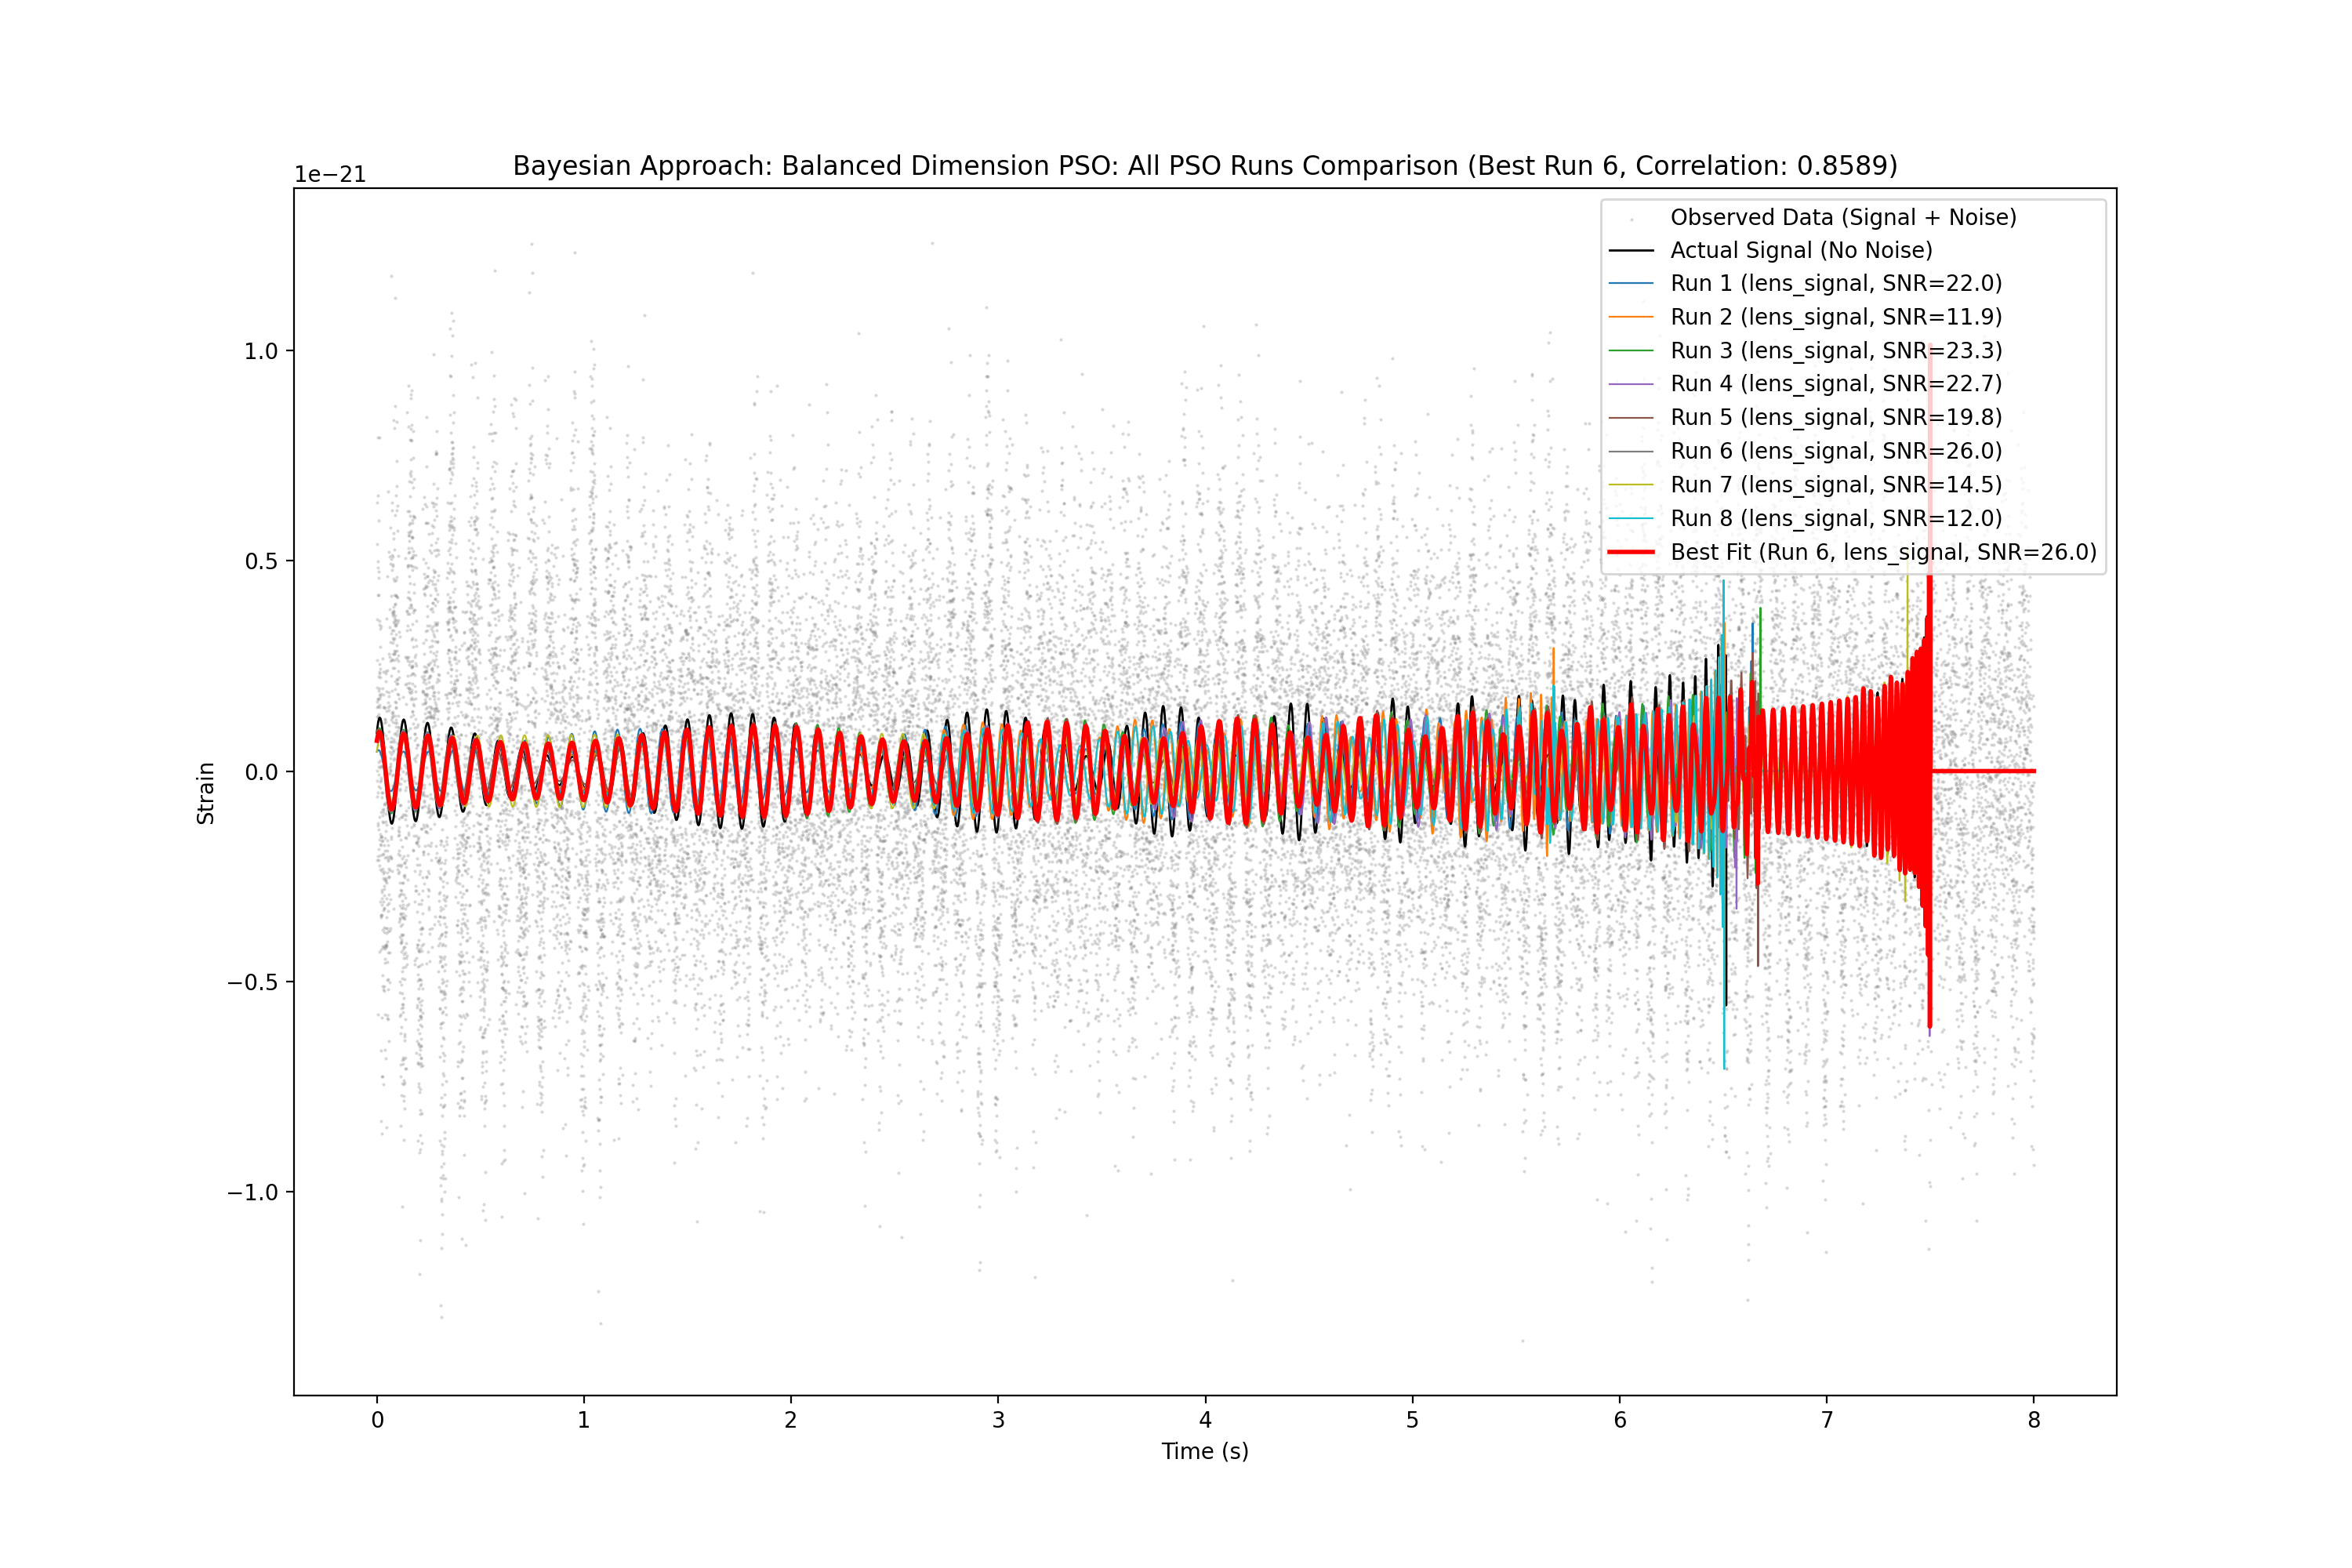 Bayesian Approach: Balanced Dimension PSO: All PSO Runs Comparison (Best Run 6, Correlation: 0.8589)
1e−21
Observed Data (Signal + Noise)
Actual Signal (No Noise)
Run 1 (lens_signal, SNR=22.0)
Run 2 (lens_signal, SNR=11.9)
Run 3 (lens_signal, SNR=23.3)
Run 4 (lens_signal, SNR=22.7)
Run 5 (lens_signal, SNR=19.8)
Run 6 (lens_signal, SNR=26.0)
Run 7 (lens_signal, SNR=14.5)
Run 8 (lens_signal, SNR=12.0)
Best Fit (Run 6, lens_signal, SNR=26.0)
1.0
0.5
0.0
−0.5
−1.0
Strain
0 1 2 3 4 5 6 7 8
Time (s)